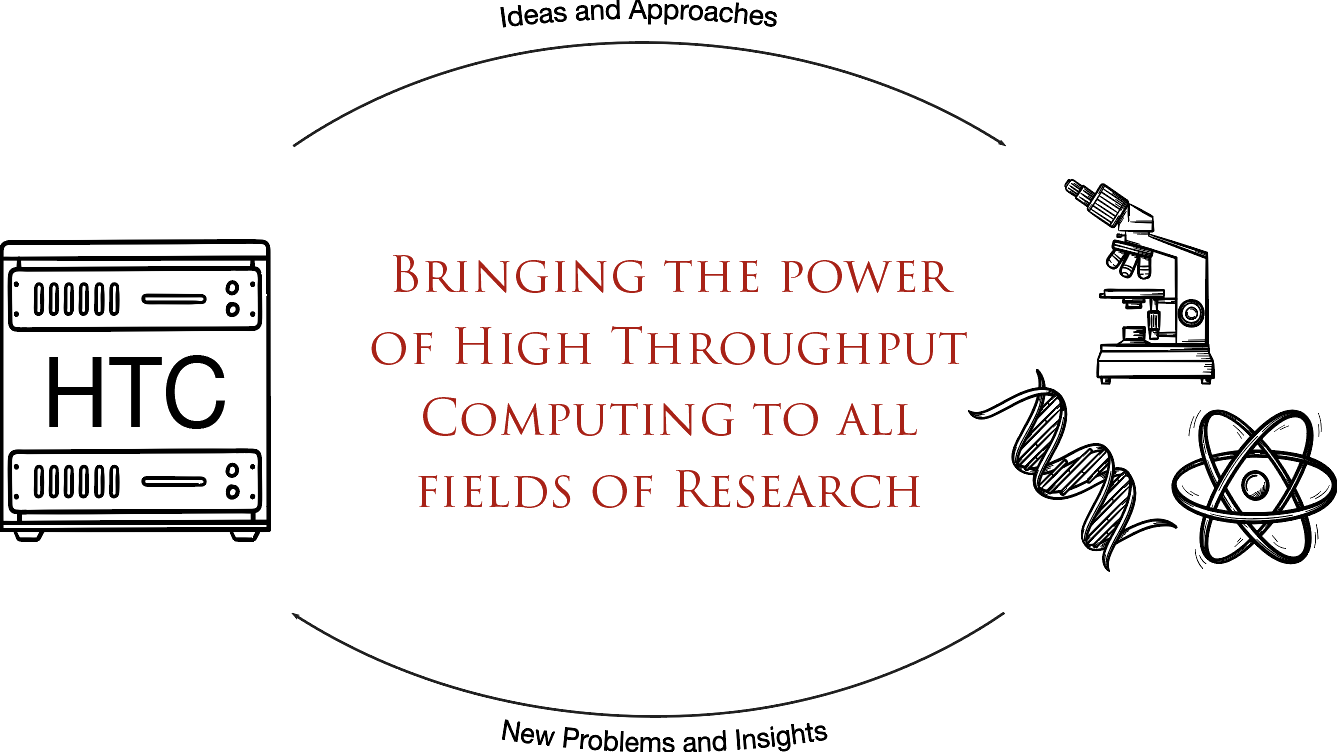 Ideas and Approaches
Bringing the power
of High Throughput
Computing to all
fields of Research
HTC
New Problems and Insights